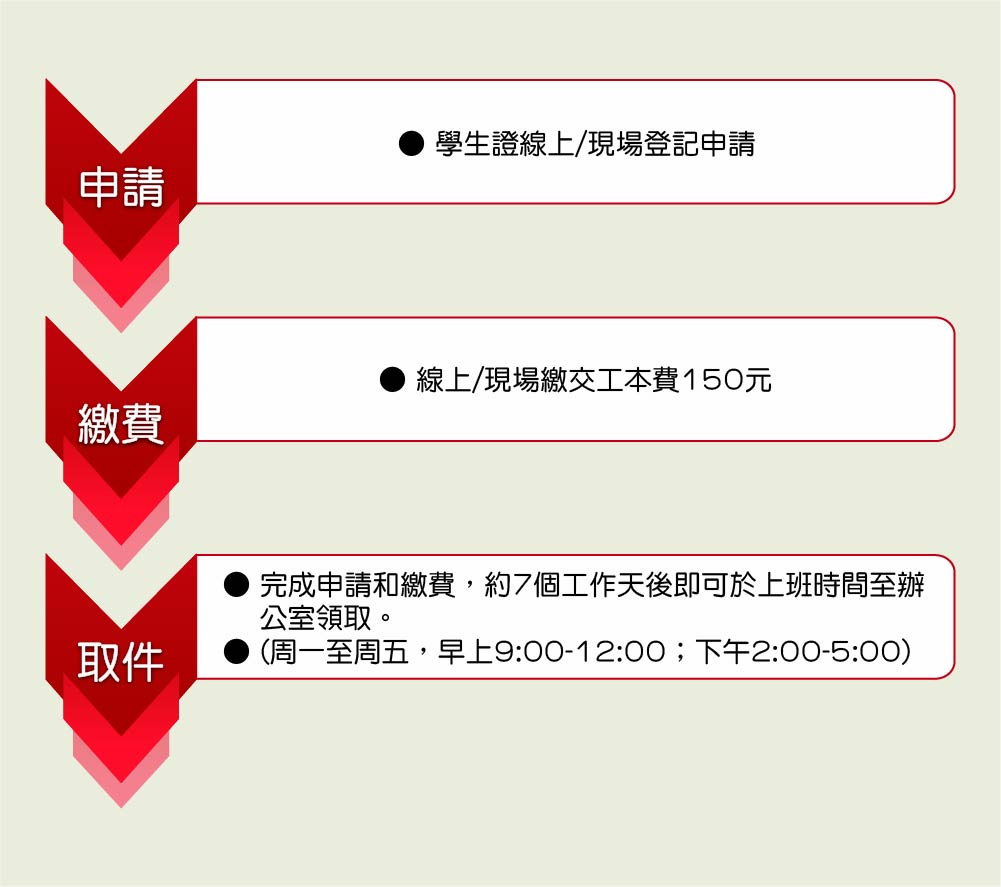 申請
● 學生證線上/現場登記申請
繳費
● 線上/現場繳交工本費150元
取件
● 完成申請和繳費，約7個工作天後即可於上班時間至辦
公室領取。
● (周一至周五，早上9:00-12:00；下午2:00-5:00)